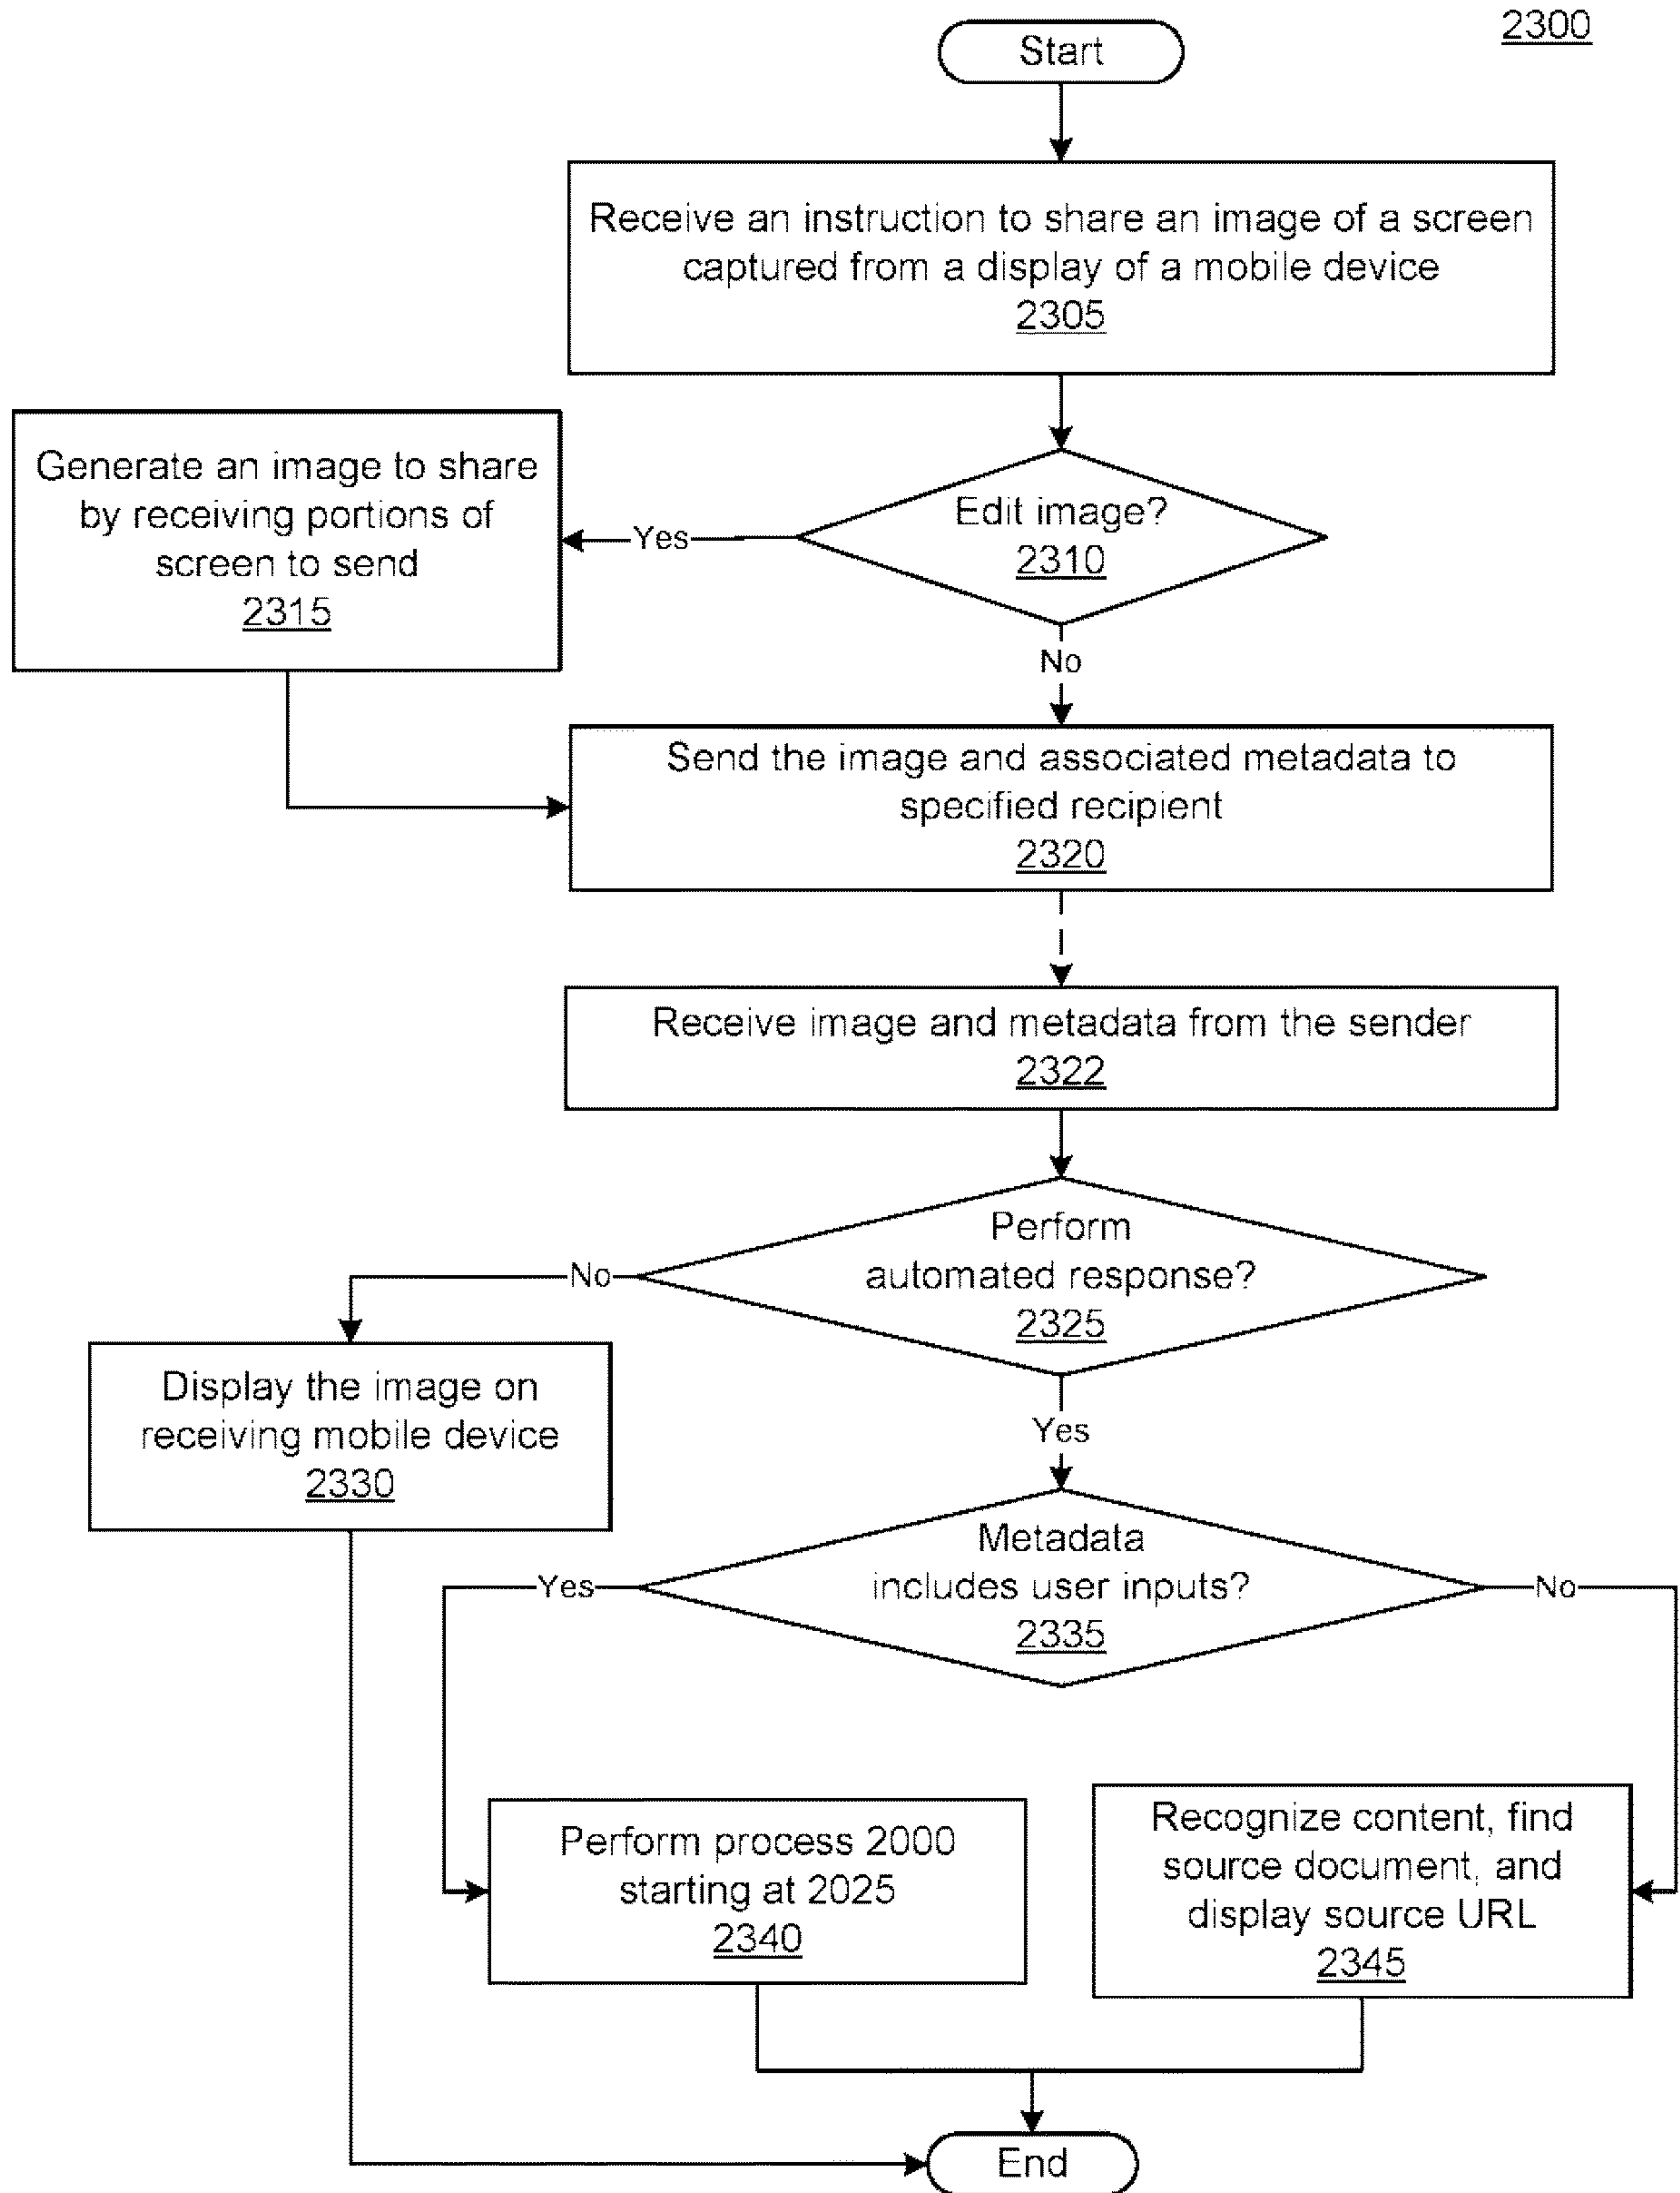 2300
Start
Receive an instruction to share an image of a screen
captured from a display of a mobile device
2305
Edit image?
2310
Yes
Generate an image to share
by receiving portions of
screen to send
2315
No
Send the image and associated metadata to
specified recipient
2320
Receive image and metadata from the sender
2322
Perform
automated response?
2325
No
Display the image on
receiving mobile device
2330
Yes
Metadata
includes user inputs?
2335
Yes
No
Perform process 2000
starting at 2025
2340
Recognize content, find
source document, and
display source URL
2345
End